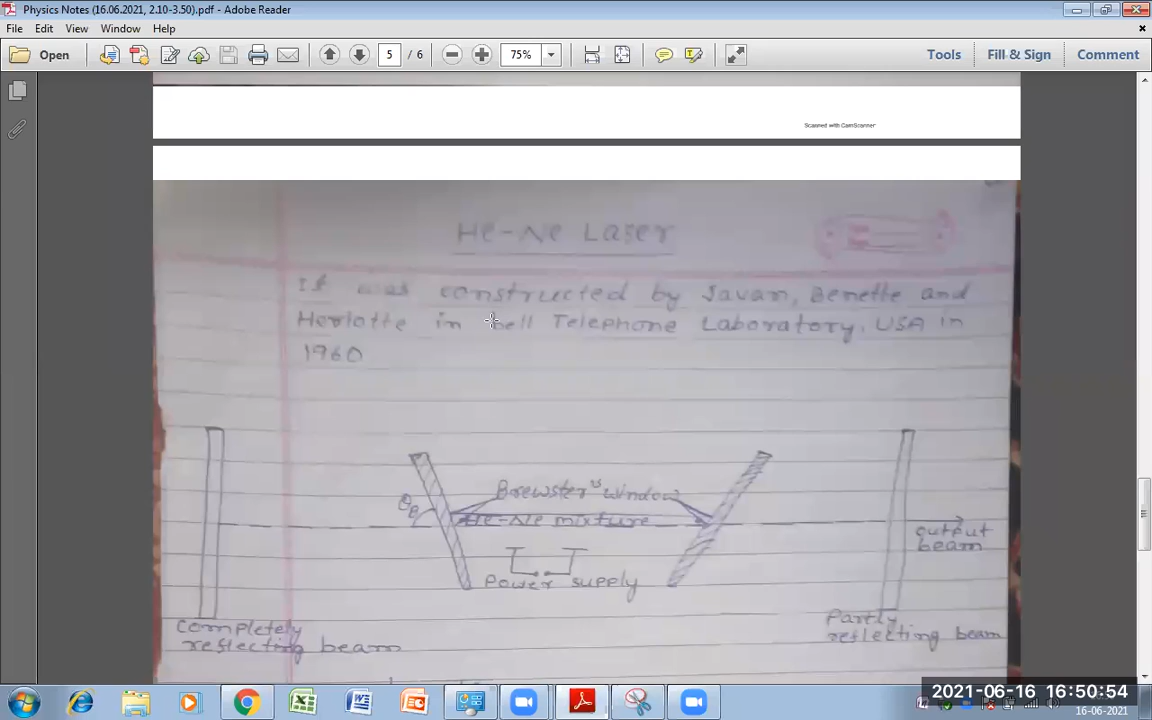 Physics Notes (16.06.2021, 2.10-3.50).pdf - Adobe Reader
File Edit View Window Help
Open 5 / 6 75% Tools Fill & Sign Comment
Scanned with CamScanner
He-Ne Laser
It was constructed by Javan, Benette and
Herlotte in Bell Telephone Laboratory, USA in
1960
Brewster's window
θB
He-Ne mixture
output
beam
Power supply
Completely
reflecting beam
Partly
reflecting beam
2021-06-16 16:50:54
16-06-2021